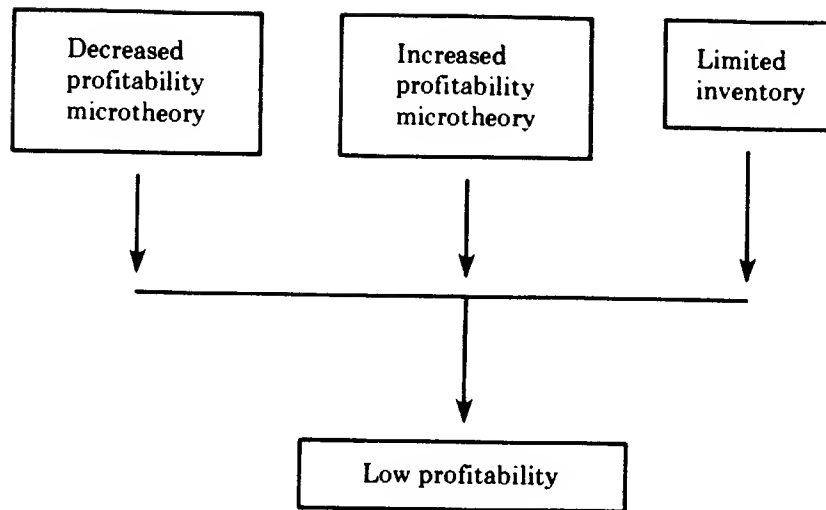 Decreased
profitability
microtheory
Increased
profitability
microtheory
Limited
inventory
Low profitability